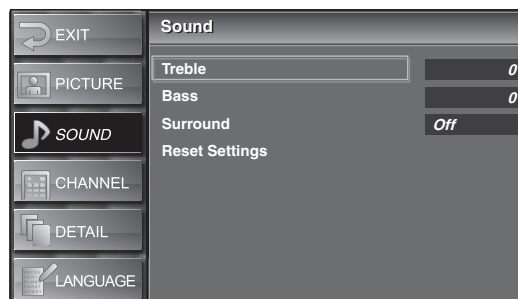 EXIT
PICTURE
SOUND
CHANNEL
DETAIL
LANGUAGE
Sound
Treble 0
Bass 0
Surround Off
Reset Settings